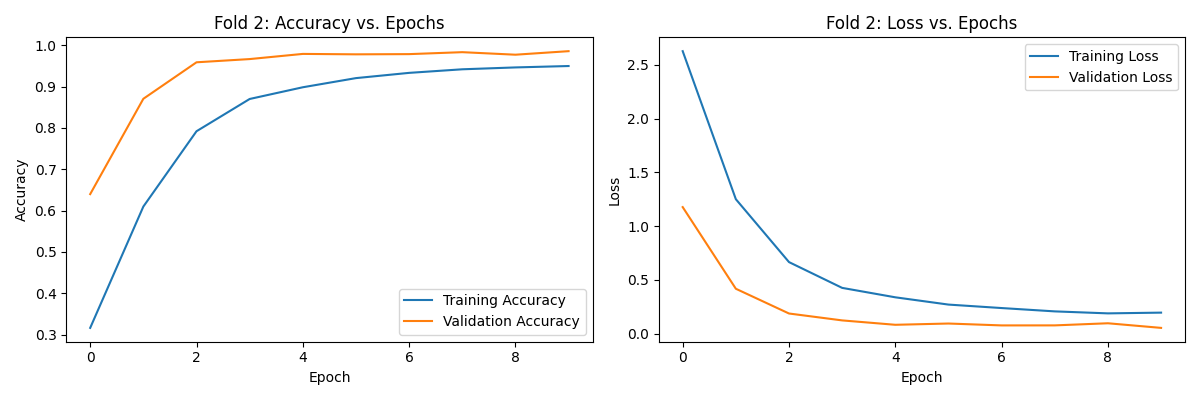 Fold 2: Accuracy vs. Epochs
1.0
0.9
0.8
0.7
0.6
0.5
0.4
0.3
Accuracy
0 2 4 6 8
Epoch
Training Accuracy
Validation Accuracy
Fold 2: Loss vs. Epochs
2.5
2.0
1.5
1.0
0.5
0.0
Loss
0 2 4 6 8
Epoch
Training Loss
Validation Loss